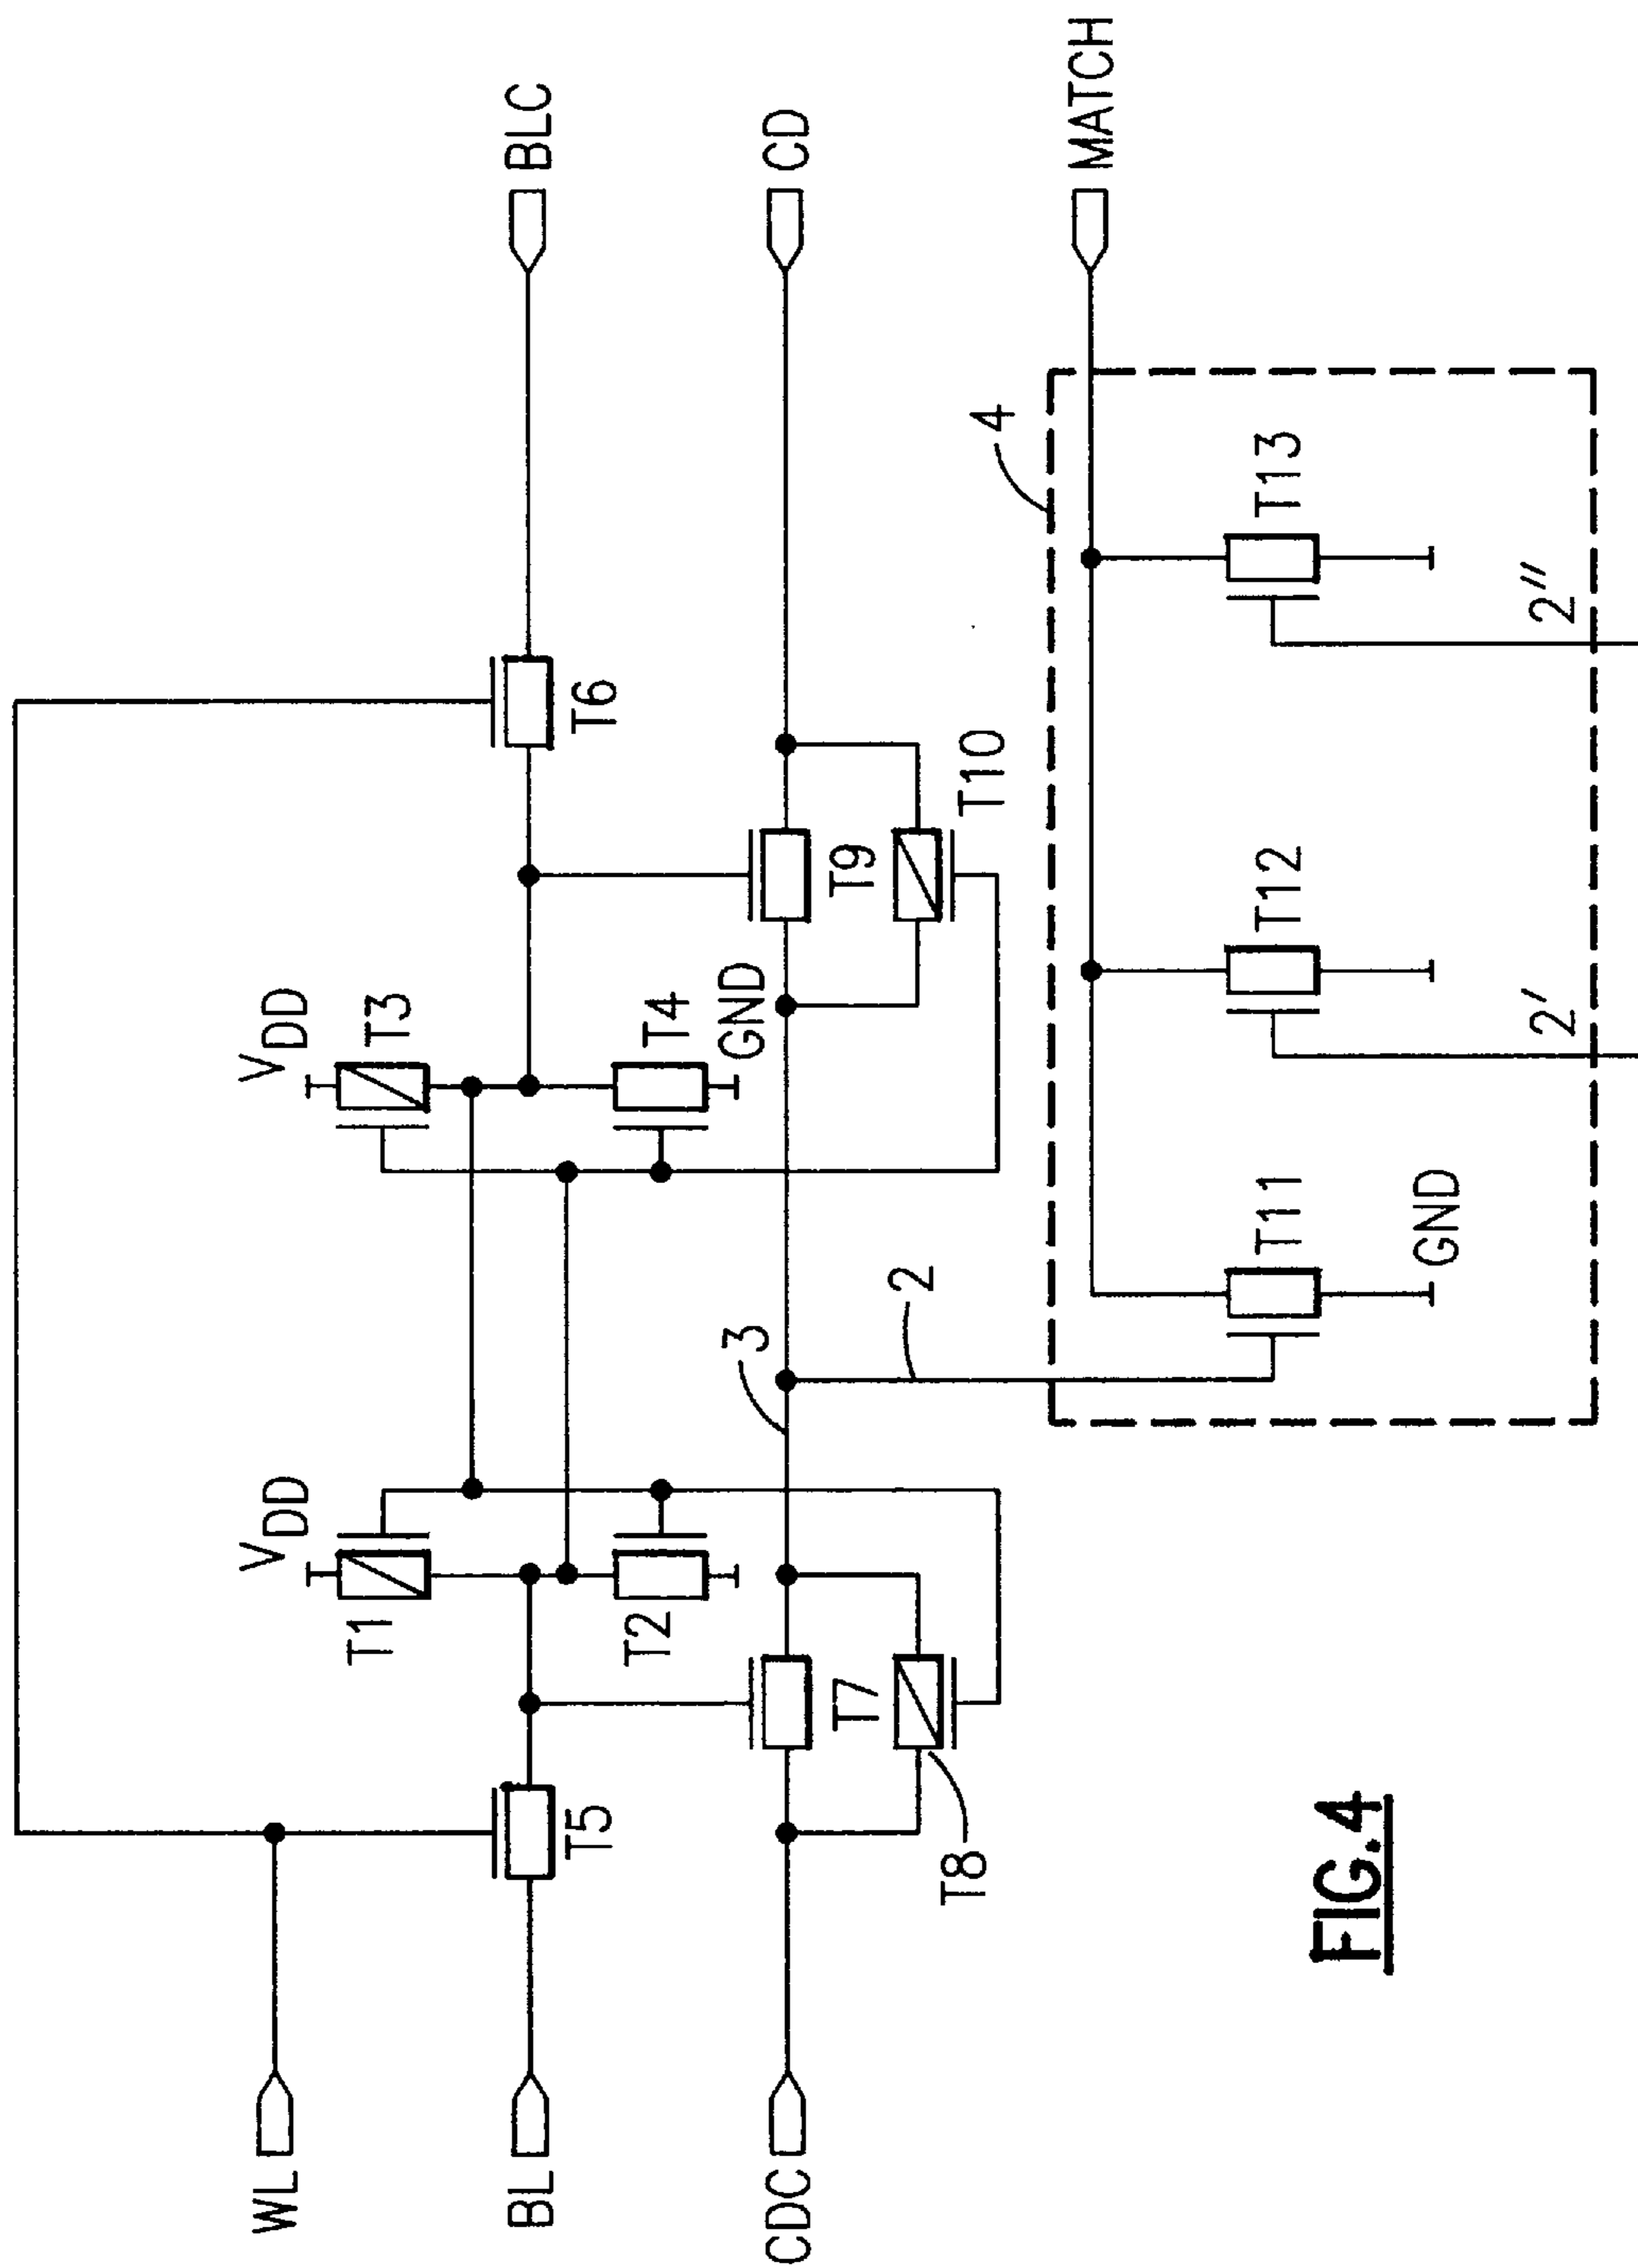 WL
BL
CDC
BLC
CD
MATCH
VDD
VDD
T1
T2
T3
T4
GND
T5
T6
T7
T8
T9
T10
3
2
4
T11
T12
T13
GND
2'
2''
FIG.4